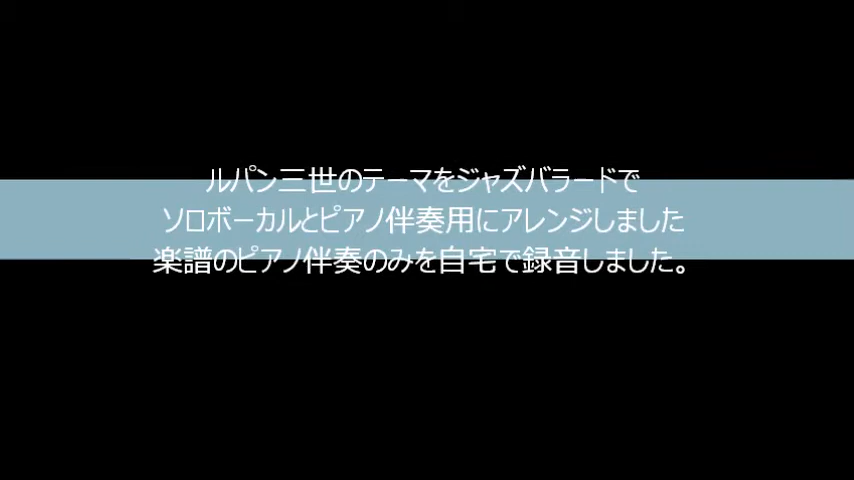 ルパン三世のテーマをジャズバラードで
ソロボーカルとピアノ伴奏用にアレンジしました
楽譜のピアノ伴奏のみを自宅で録音しました。